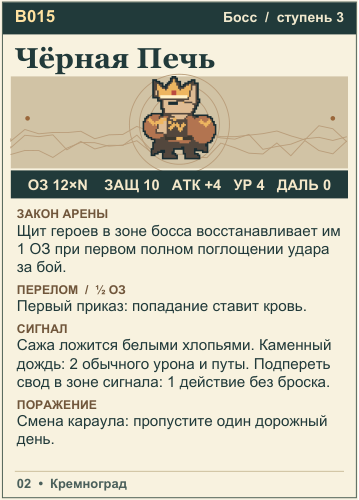 B015
Босс / ступень 3
Чёрная Печь
ОЗ 12×N ЗАЩ 10 АТК +4 УР 4 ДАЛЬ 0
ЗАКОН АРЕНЫ
Щит героев в зоне босса восстанавливает им
1 ОЗ при первом полном поглощении удара
за бой.
ПЕРЕЛОМ / ½ ОЗ
Первый приказ: попадание ставит кровь.
СИГНАЛ
Сажа ложится белыми хлопьями. Каменный
дождь: 2 обычного урона и путы. Подпереть
свод в зоне сигнала: 1 действие без броска.
ПОРАЖЕНИЕ
Смена караула: пропустите один дорожный
день.
02 • Кремноград